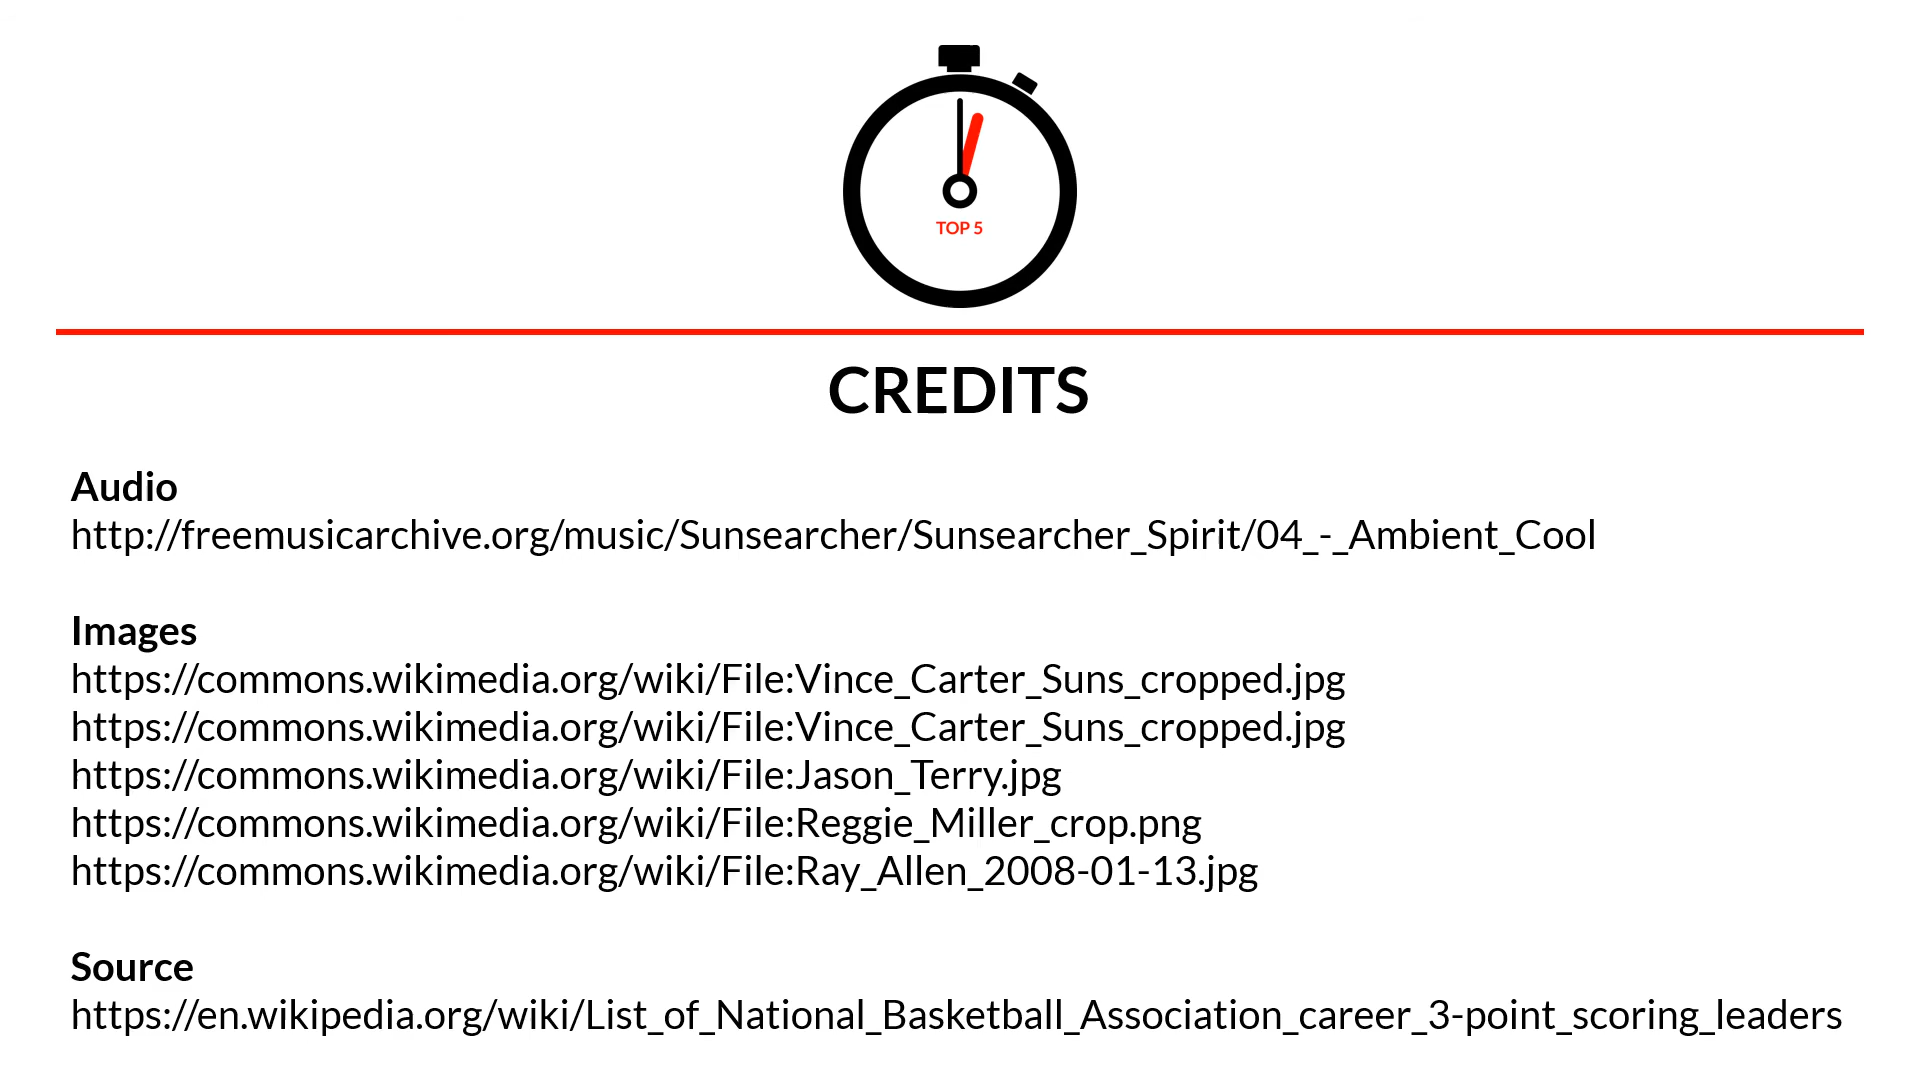 TOP 5
CREDITS
Audio
http://freemusicarchive.org/music/Sunsearcher/Sunsearcher_Spirit/04_-_Ambient_Cool
Images
https://commons.wikimedia.org/wiki/File:Vince_Carter_Suns_cropped.jpg
https://commons.wikimedia.org/wiki/File:Vince_Carter_Suns_cropped.jpg
https://commons.wikimedia.org/wiki/File:Jason_Terry.jpg
https://commons.wikimedia.org/wiki/File:Reggie_Miller_crop.png
https://commons.wikimedia.org/wiki/File:Ray_Allen_2008-01-13.jpg
Source
https://en.wikipedia.org/wiki/List_of_National_Basketball_Association_career_3-point_scoring_leaders